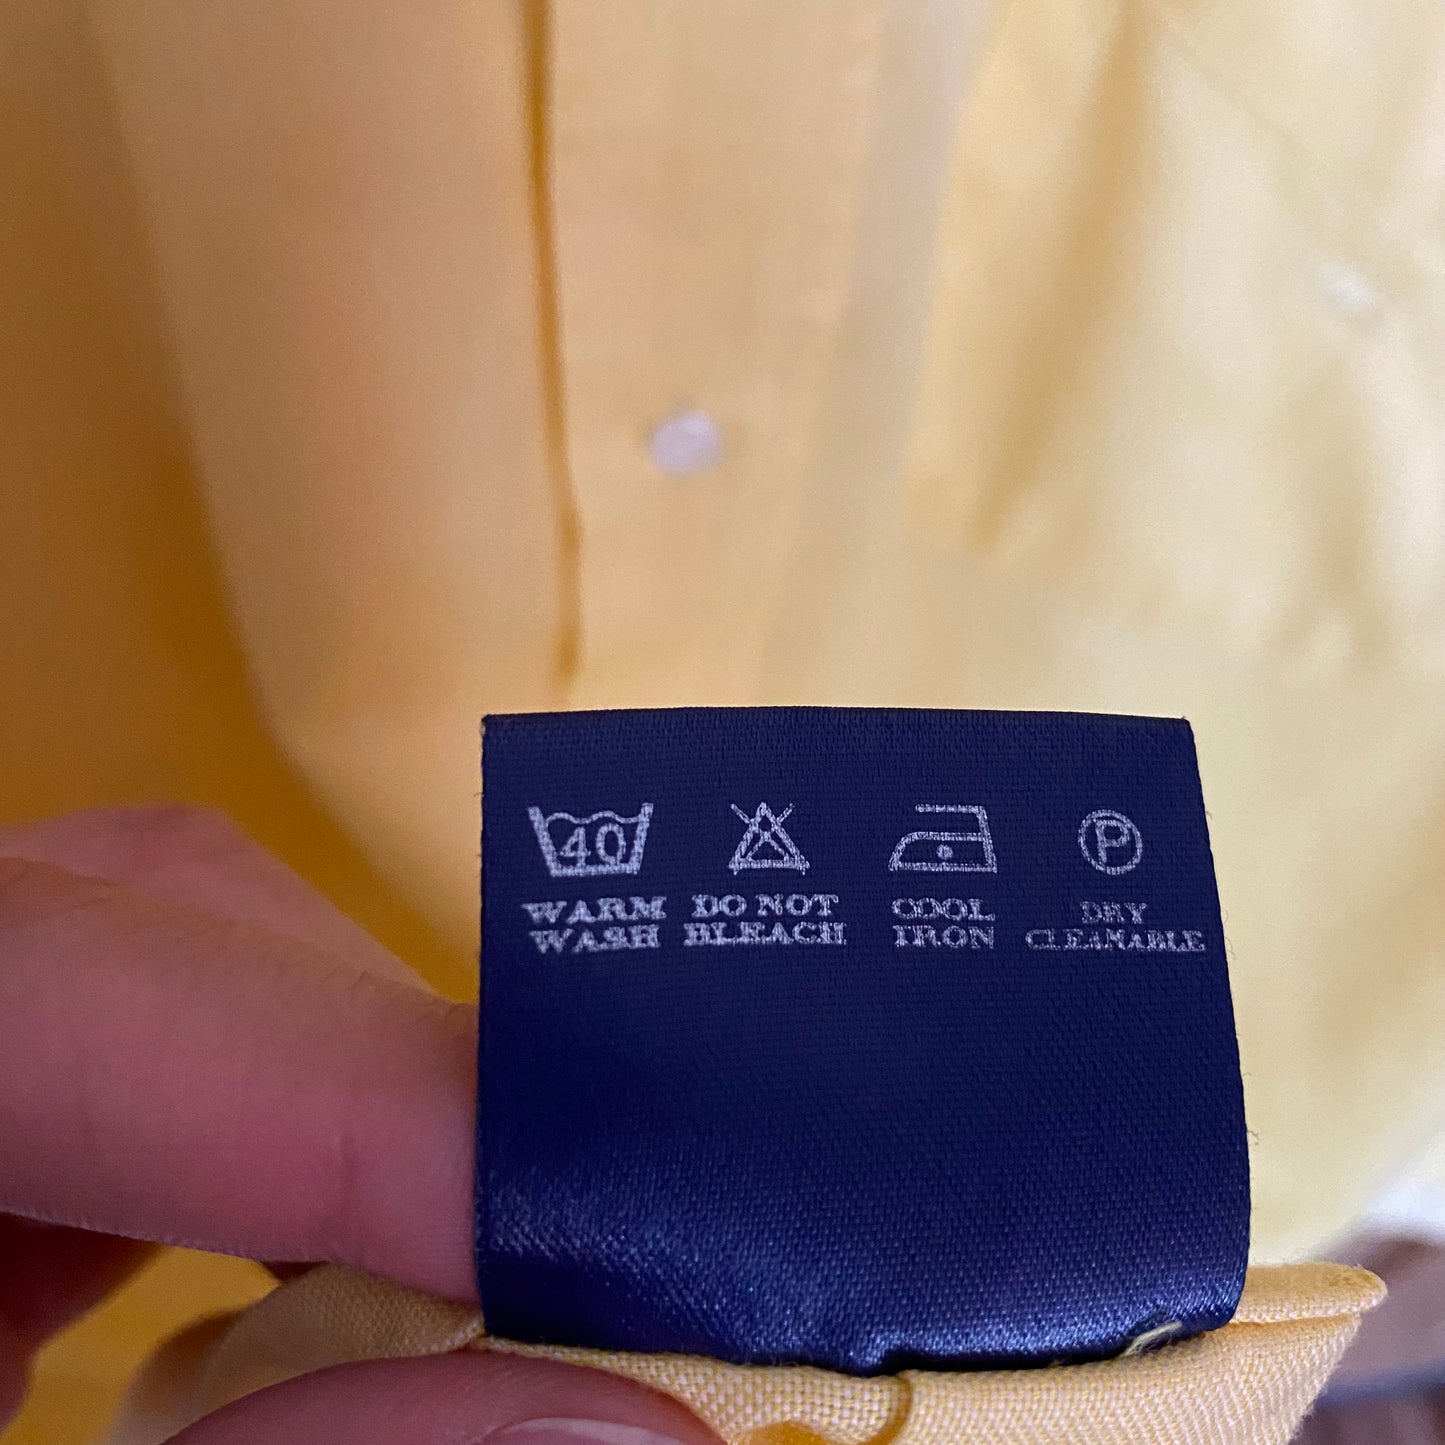 40
P
WARM
WASH
DO NOT
BLEACH
COOL
IRON
DRY
CLEANABLE